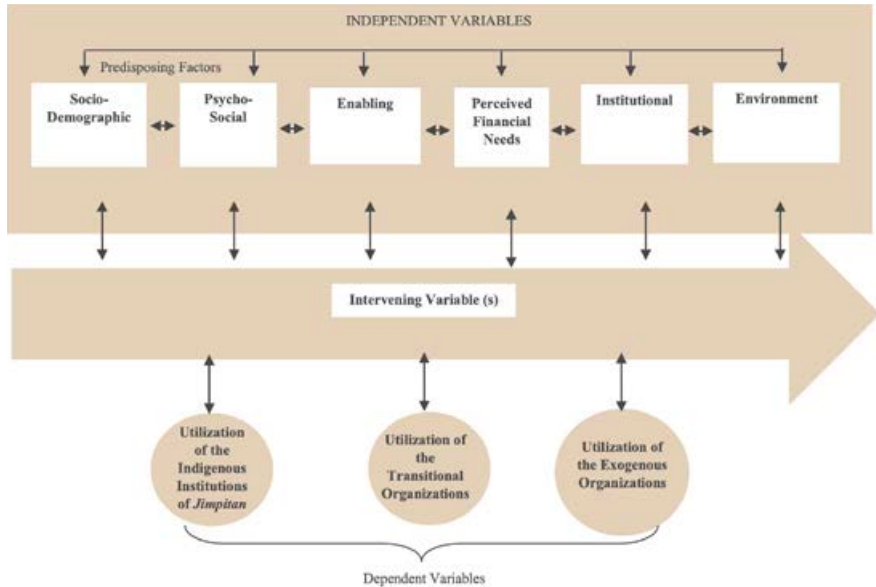 INDEPENDENT VARIABLES
Predisposing Factors
Socio-
Demographic
Psycho-
Social
Enabling
Perceived
Financial
Needs
Institutional
Environment
Intervening Variable (s)
Utilization
of the
Indigenous
Institutions
of Jimpitan
Utilization of
the
Transitional
Organizations
Utilization of
the Exogenous
Organizations
Dependent Variables